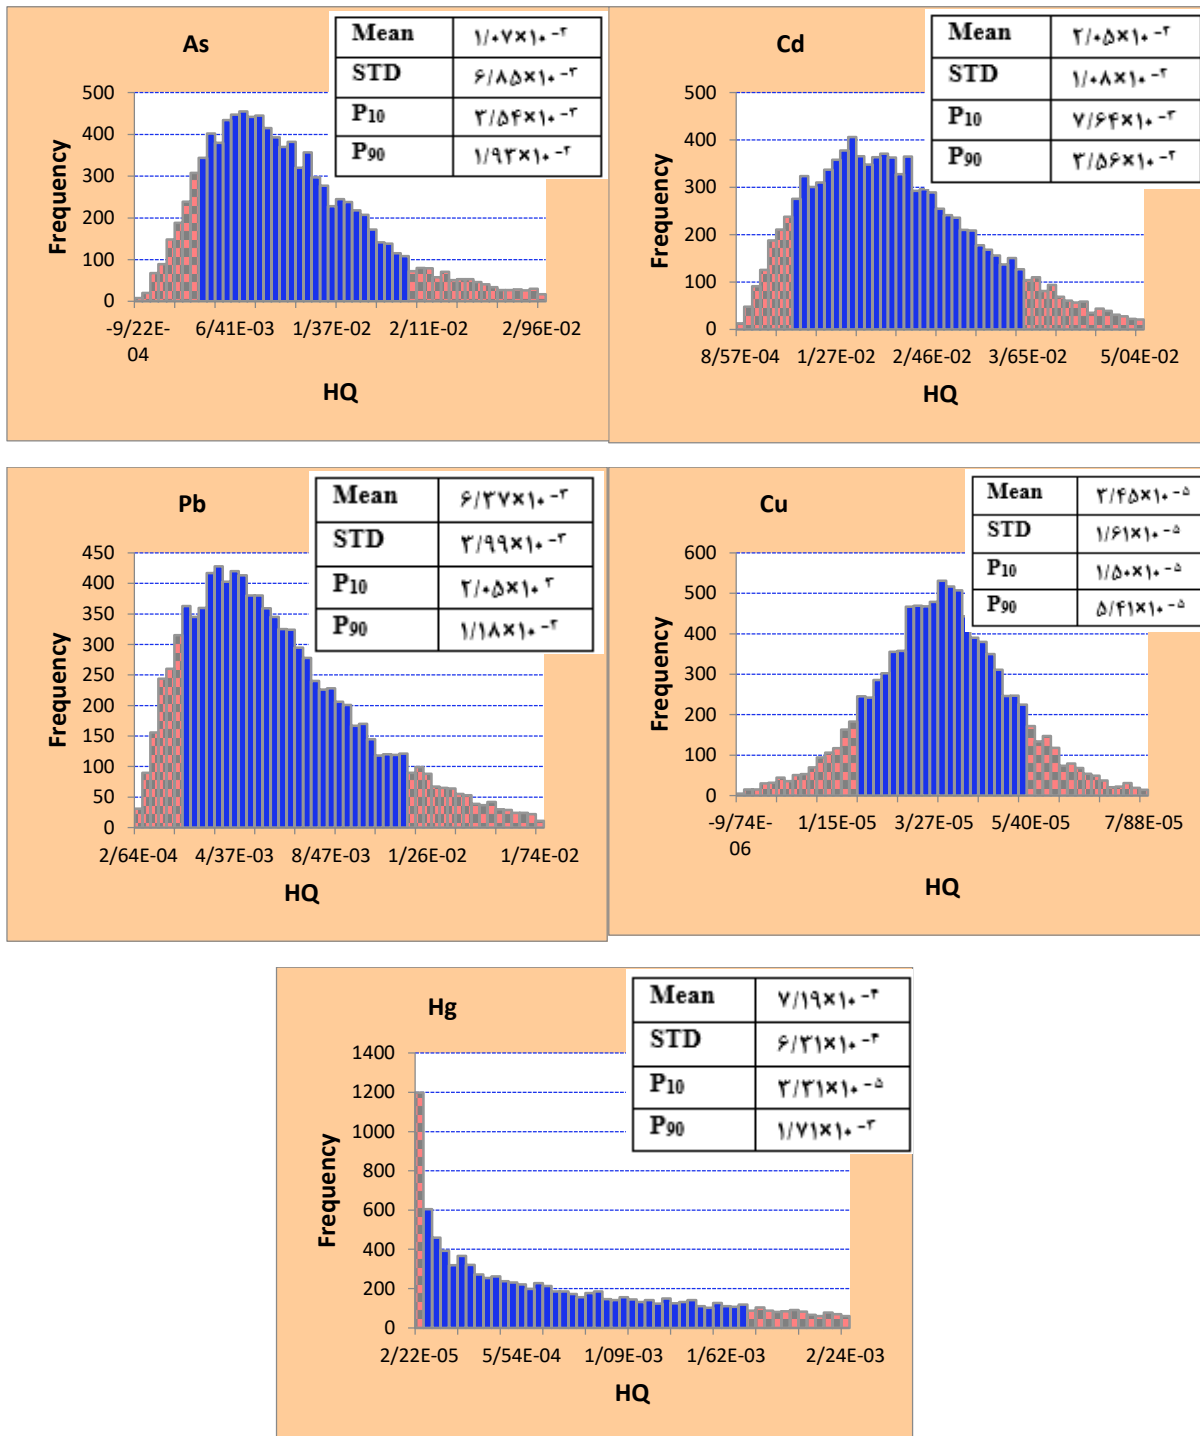 As
Mean ۱/۰۷×۱۰⁻۲
STD ۶/۸۵×۱۰⁻۳
P10 ۳/۵۴×۱۰⁻۳
P90 ۱/۹۳×۱۰⁻۲
Frequency
500
400
300
200
100
0
-9/22E-04 6/41E-03 1/37E-02 2/11E-02 2/96E-02
HQ
Cd
Mean ۲/۰۵×۱۰⁻۲
STD ۱/۰۸×۱۰⁻۲
P10 ۷/۶۴×۱۰⁻۳
P90 ۳/۵۶×۱۰⁻۲
Frequency
500
400
300
200
100
0
8/57E-04 1/27E-02 2/46E-02 3/65E-02 5/04E-02
HQ
Pb
Mean ۶/۳۷×۱۰⁻۳
STD ۳/۹۹×۱۰⁻۳
P10 ۲/۰۵×۱۰۳
P90 ۱/۱۸×۱۰⁻۲
Frequency
450
400
350
300
250
200
150
100
50
0
2/64E-04 4/37E-03 8/47E-03 1/26E-02 1/74E-02
HQ
Cu
Mean ۳/۴۵×۱۰⁻۵
STD ۱/۶۱×۱۰⁻۵
P10 ۱/۵۰×۱۰⁻۵
P90 ۵/۴۱×۱۰⁻۵
Frequency
600
500
400
300
200
100
0
-9/74E-06 1/15E-05 3/27E-05 5/40E-05 7/88E-05
HQ
Hg
Mean ۷/۱۹×۱۰⁻۴
STD ۶/۳۱×۱۰⁻۴
P10 ۳/۳۱×۱۰⁻۵
P90 ۱/۷۱×۱۰⁻۳
Frequency
1400
1200
1000
800
600
400
200
0
2/22E-05 5/54E-04 1/09E-03 1/62E-03 2/24E-03
HQ